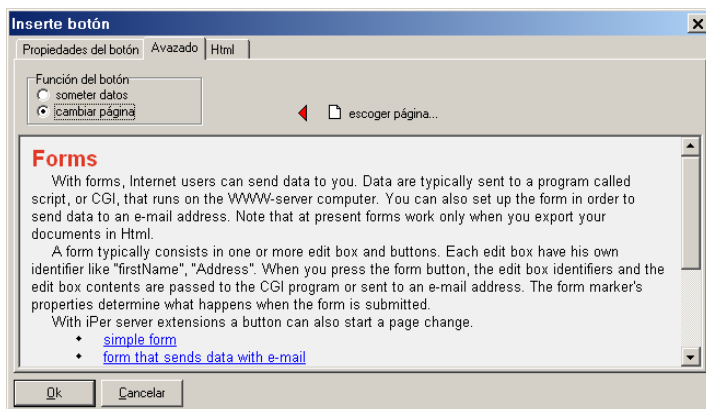 Inserte botón
Propiedades del botón Avazado Html
Función del botón
someter datos
cambiar página
escoger página...
Forms
With forms, Internet users can send data to you. Data are typically sent to a program called
script, or CGI, that runs on the WWW-server computer. You can also set up the form in order to
send data to an e-mail address. Note that at present forms work only when you export your
documents in Html.
A form typically consists in one or more edit box and buttons. Each edit box have his own
identifier like "firstName", "Address". When you press the form button, the edit box identifiers and the
edit box contents are passed to the CGI program or sent to an e-mail address. The form marker's
properties determine what happens when the form is submitted.
With iPer server extensions a button can also start a page change.
simple form
form that sends data with e-mail
Ok Cancelar